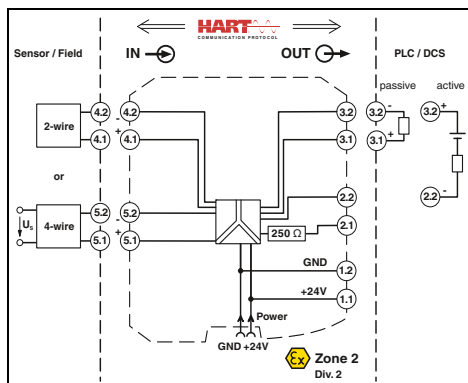 HART
COMMUNICATION PROTOCOL
Sensor / Field
IN
OUT
PLC / DCS
passive
active
4.2
4.2
3.2
3.2
3.2
2-wire
-
-
+
+
+
4.1
4.1
3.1
3.1
or
5.2
5.2
2.2
2.2
Us
4-wire
-
-
+
250 Ω
2.1
5.1
5.1
GND
1.2
+24V
1.1
Power
GND +24V
Ex
Zone 2
Div. 2